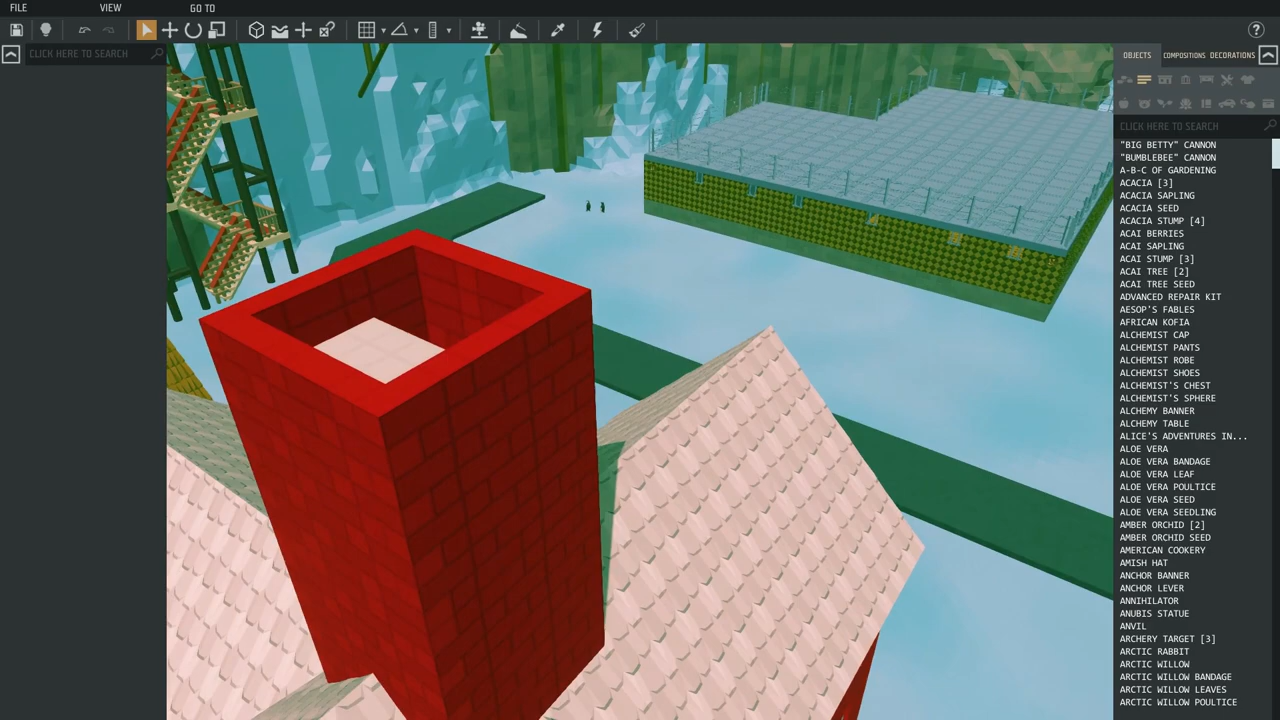 FILE VIEW GO TO
CLICK HERE TO SEARCH
OBJECTS COMPOSITIONS DECORATIONS
CLICK HERE TO SEARCH
"BIG BETTY" CANNON
"BUMBLEBEE" CANNON
A-B-C OF GARDENING
ACACIA [3]
ACACIA SAPLING
ACACIA SEED
ACACIA STUMP [4]
ACAI BERRIES
ACAI SAPLING
ACAI STUMP [3]
ACAI TREE [2]
ACAI TREE SEED
ADVANCED REPAIR KIT
AESOP'S FABLES
AFRICAN KOFIA
ALCHEMIST CAP
ALCHEMIST PANTS
ALCHEMIST ROBE
ALCHEMIST SHOES
ALCHEMIST'S CHEST
ALCHEMIST'S SPHERE
ALCHEMY BANNER
ALCHEMY TABLE
ALICE'S ADVENTURES IN...
ALOE VERA
ALOE VERA BANDAGE
ALOE VERA LEAF
ALOE VERA POULTICE
ALOE VERA SEED
ALOE VERA SEEDLING
AMBER ORCHID [2]
AMBER ORCHID SEED
AMERICAN COOKERY
AMISH HAT
ANCHOR BANNER
ANCHOR LEVER
ANNIHILATOR
ANUBIS STATUE
ANVIL
ARCHERY TARGET [3]
ARCTIC RABBIT
ARCTIC WILLOW
ARCTIC WILLOW BANDAGE
ARCTIC WILLOW LEAVES
ARCTIC WILLOW POULTICE